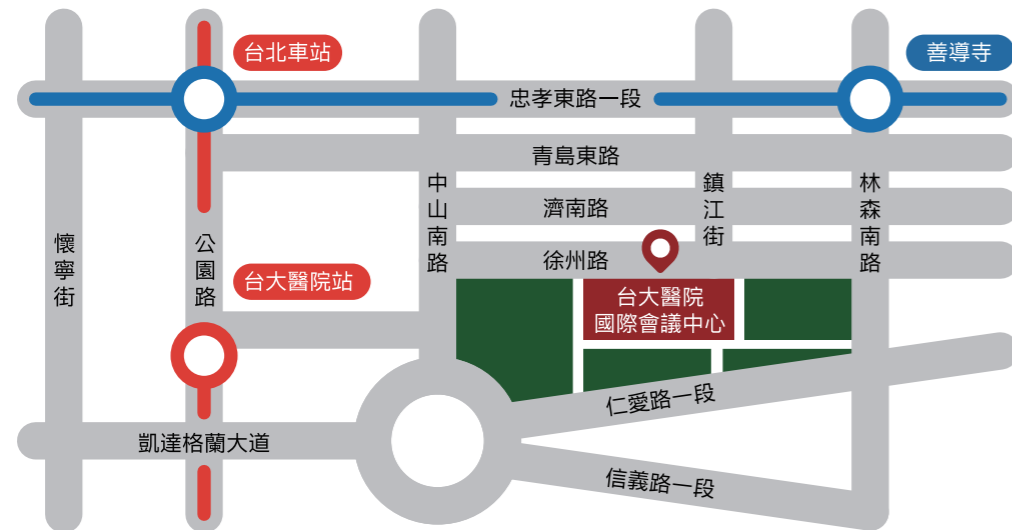 台北車站
善導寺
忠孝東路一段
青島東路
中山南路
鎮江街
林森南路
濟南路
懷寧街
公園路
徐州路
台大醫院站
台大醫院
國際會議中心
仁愛路一段
凱達格蘭大道
信義路一段